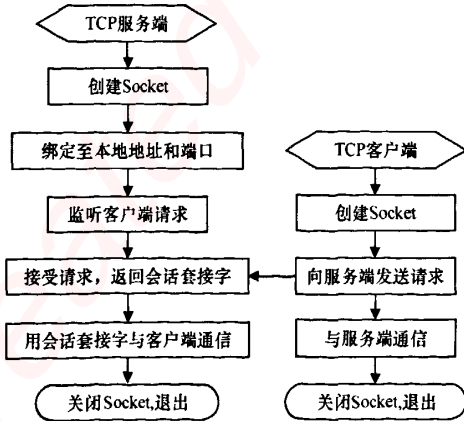 TCP服务端
创建Socket
绑定至本地地址和端口
监听客户端请求
接受请求，返回会话套接字
用会话套接字与客户端通信
关闭Socket,退出
TCP客户端
创建Socket
向服务端发送请求
与服务端通信
关闭Socket,退出